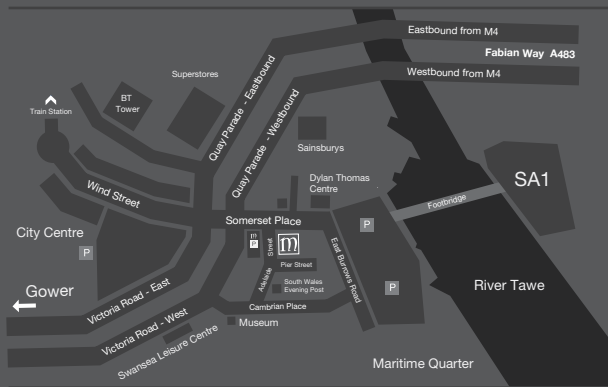 Eastbound from M4
Fabian Way A483
Westbound from M4
Superstores
BT
Tower
Train Station
Quay Parade - Eastbound
Quay Parade - Westbound
Sainsburys
Dylan Thomas
Centre
SA1
Footbridge
Wind Street
Somerset Place
City Centre
P
m
P
m
P
Adelaide Street
Pier Street
East Burrows Road
South Wales
Evening Post
P
River Tawe
Gower
Victoria Road - East
Cambrian Place
Victoria Road - West
Museum
Swansea Leisure Centre
Maritime Quarter